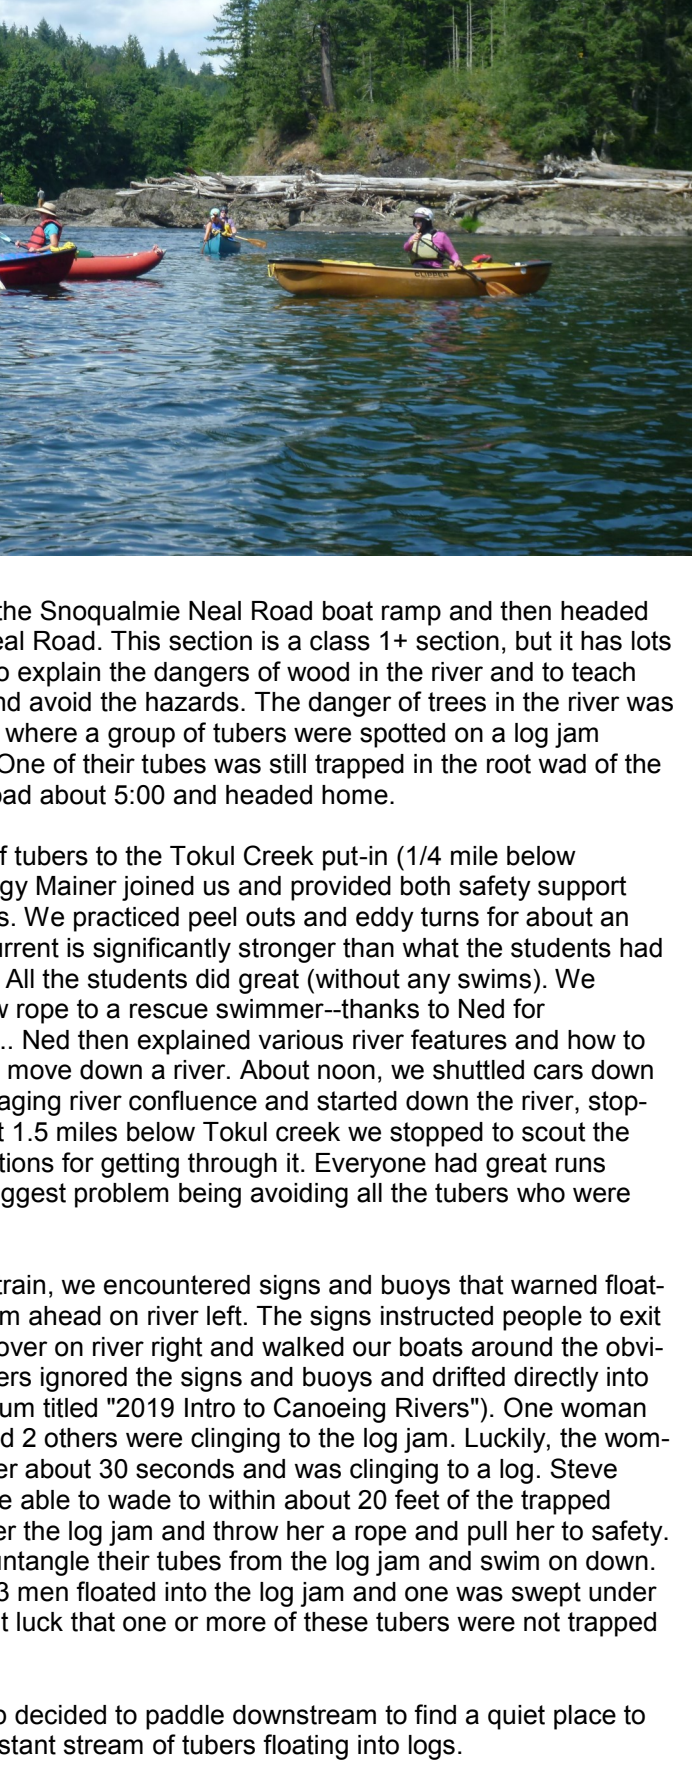 CLIPPER
the Snoqualmie Neal Road boat ramp and then headed
eal Road. This section is a class 1+ section, but it has lots
o explain the dangers of wood in the river and to teach
nd avoid the hazards. The danger of trees in the river was
where a group of tubers were spotted on a log jam
One of their tubes was still trapped in the root wad of the
oad about 5:00 and headed home.
f tubers to the Tokul Creek put-in (1/4 mile below
gy Mainer joined us and provided both safety support
s. We practiced peel outs and eddy turns for about an
urrent is significantly stronger than what the students had
All the students did great (without any swims). We
w rope to a rescue swimmer--thanks to Ned for
.. Ned then explained various river features and how to
move down a river. About noon, we shuttled cars down
aging river confluence and started down the river, stop-
t 1.5 miles below Tokul creek we stopped to scout the
tions for getting through it. Everyone had great runs
ggest problem being avoiding all the tubers who were
train, we encountered signs and buoys that warned float-
m ahead on river left. The signs instructed people to exit
over on river right and walked our boats around the obvi-
ers ignored the signs and buoys and drifted directly into
um titled "2019 Intro to Canoeing Rivers"). One woman
d 2 others were clinging to the log jam. Luckily, the wom-
er about 30 seconds and was clinging to a log. Steve
e able to wade to within about 20 feet of the trapped
er the log jam and throw her a rope and pull her to safety.
untangle their tubes from the log jam and swim on down.
3 men floated into the log jam and one was swept under
t luck that one or more of these tubers were not trapped
o decided to paddle downstream to find a quiet place to
stant stream of tubers floating into logs.